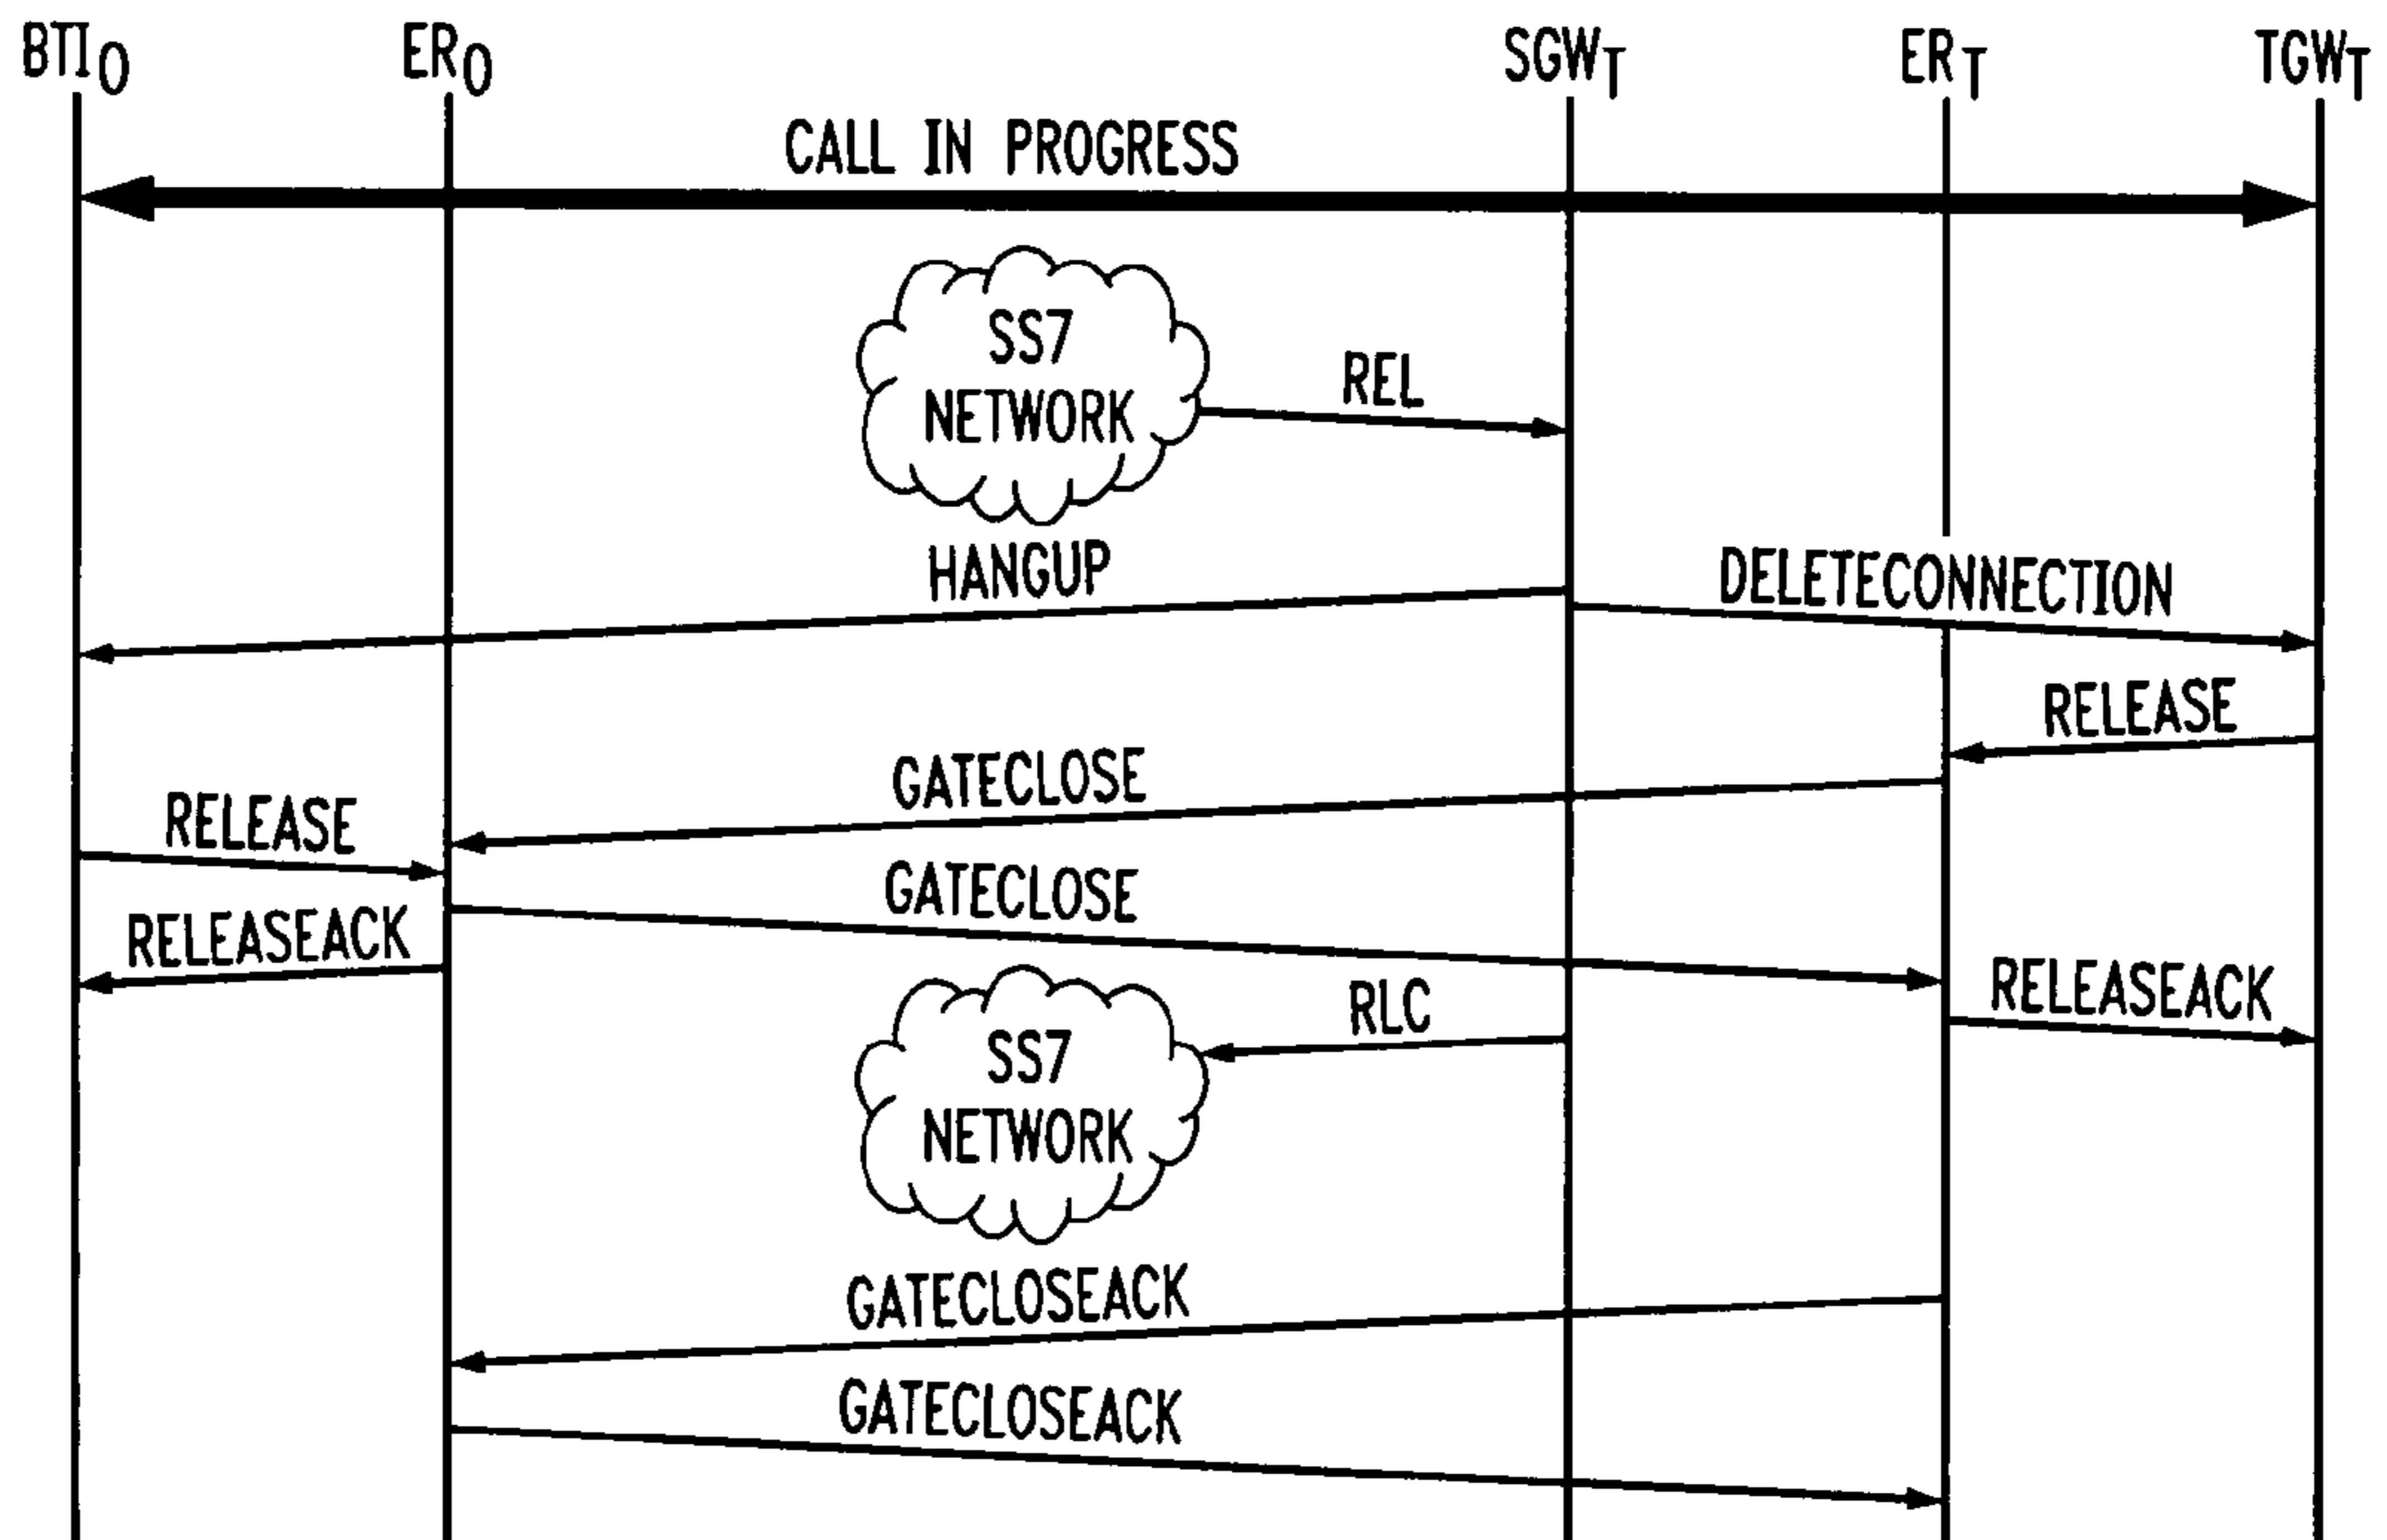 BTIO
ERO
SGWT
ERT
TGWT
CALL IN PROGRESS
SS7
NETWORK
REL
HANGUP
DELETECONNECTION
RELEASE
GATECLOSE
RELEASE
GATECLOSE
RELEASEACK
RELEASEACK
RLC
SS7
NETWORK
GATECLOSEACK
GATECLOSEACK